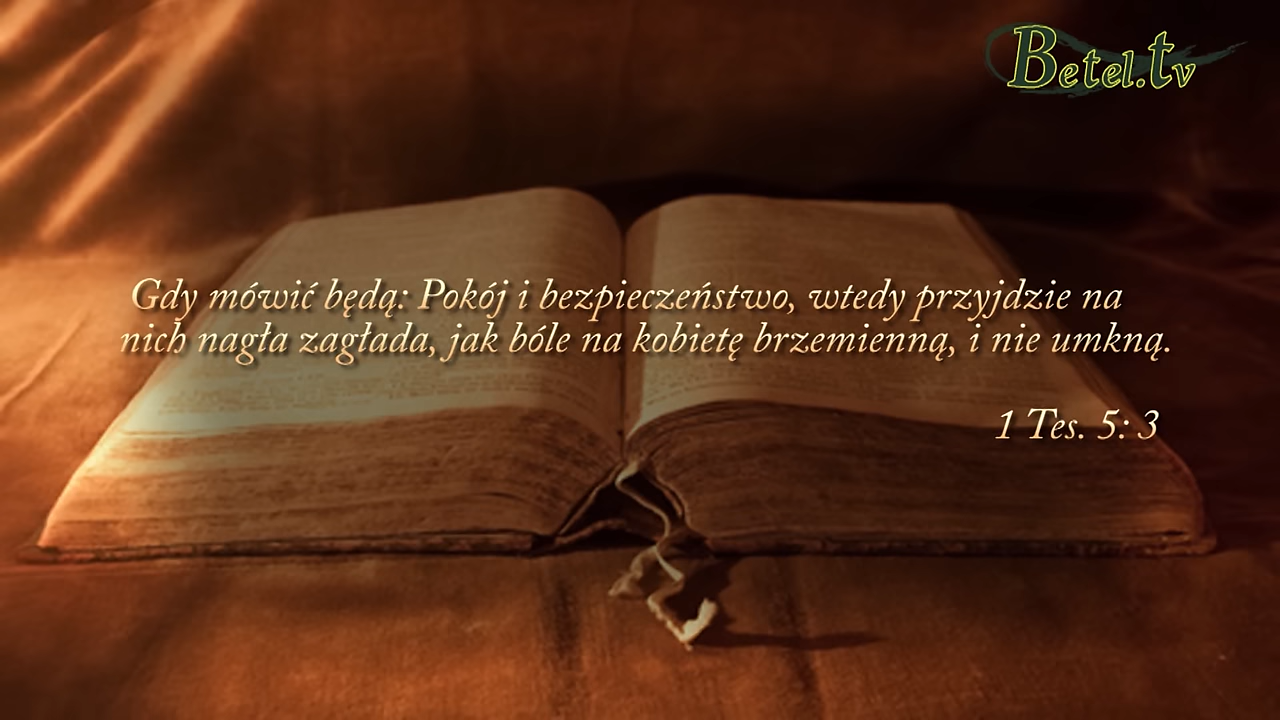 Betel.tv
Gdy mówić będą: Pokój i bezpieczeństwo, wtedy przyjdzie na
nich nagła zagłada, jak bóle na kobietę brzemienną, i nie umkną.
1 Tes. 5: 3